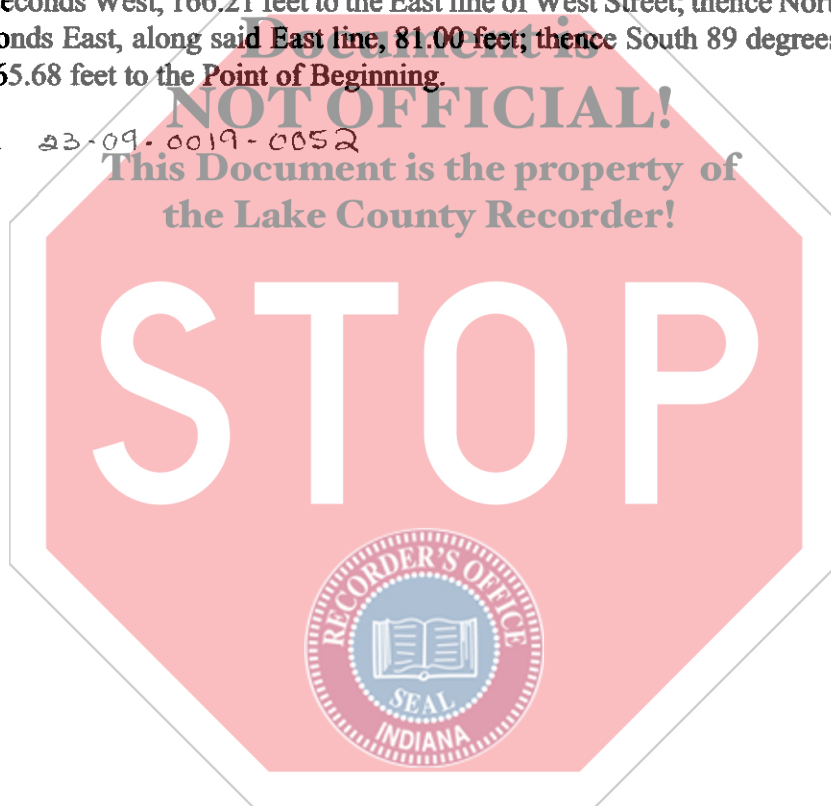 econds West, 166.21 feet to the East line of West Street; thence Nor
onds East, along said East line, 81.00 feet; thence South 89 degrees
65.68 feet to the Point of Beginning.
Document is
NOT OFFICIAL!
23-09-0019-0052
This Document is the property of
the Lake County Recorder!
STOP
RECORDER'S OFFICE
SEAL
INDIANA